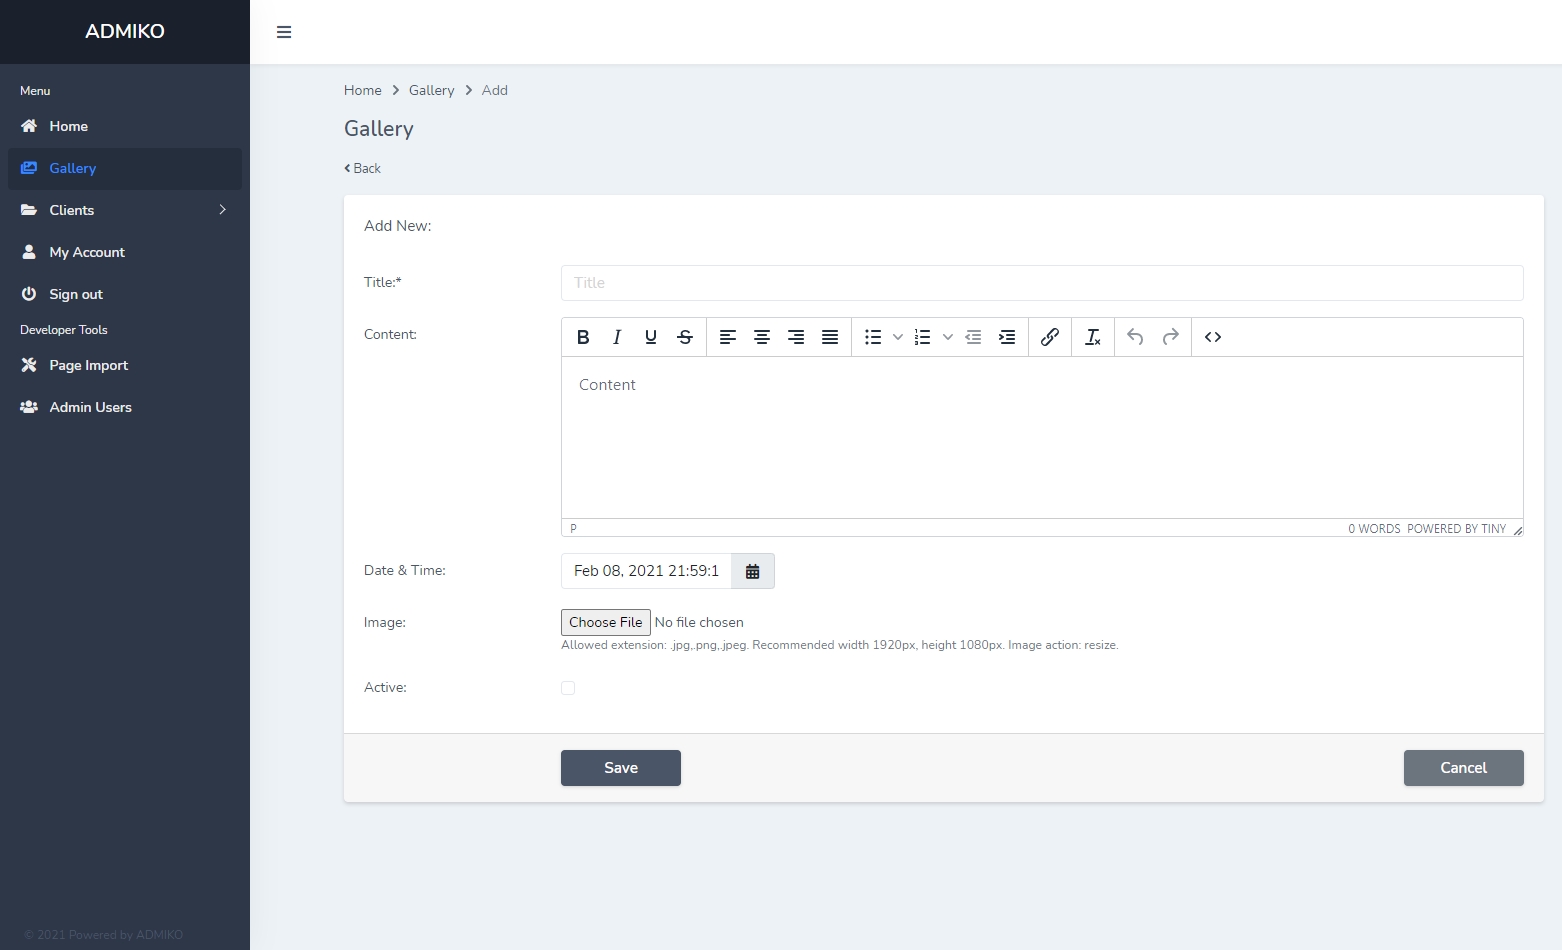 ADMIKO
Menu
Home
Gallery
Clients
My Account
Sign out
Developer Tools
Page Import
Admin Users
© 2021 Powered by ADMIKO
Home > Gallery > Add
Gallery
Back
Add New:
Title:*
Title
Content:
B I U S
Content
P
0 WORDS POWERED BY TINY
Date & Time:
Feb 08, 2021 21:59:1
Image:
Choose File No file chosen
Allowed extension: .jpg,.png,.jpeg. Recommended width 1920px, height 1080px. Image action: resize.
Active:
Save
Cancel